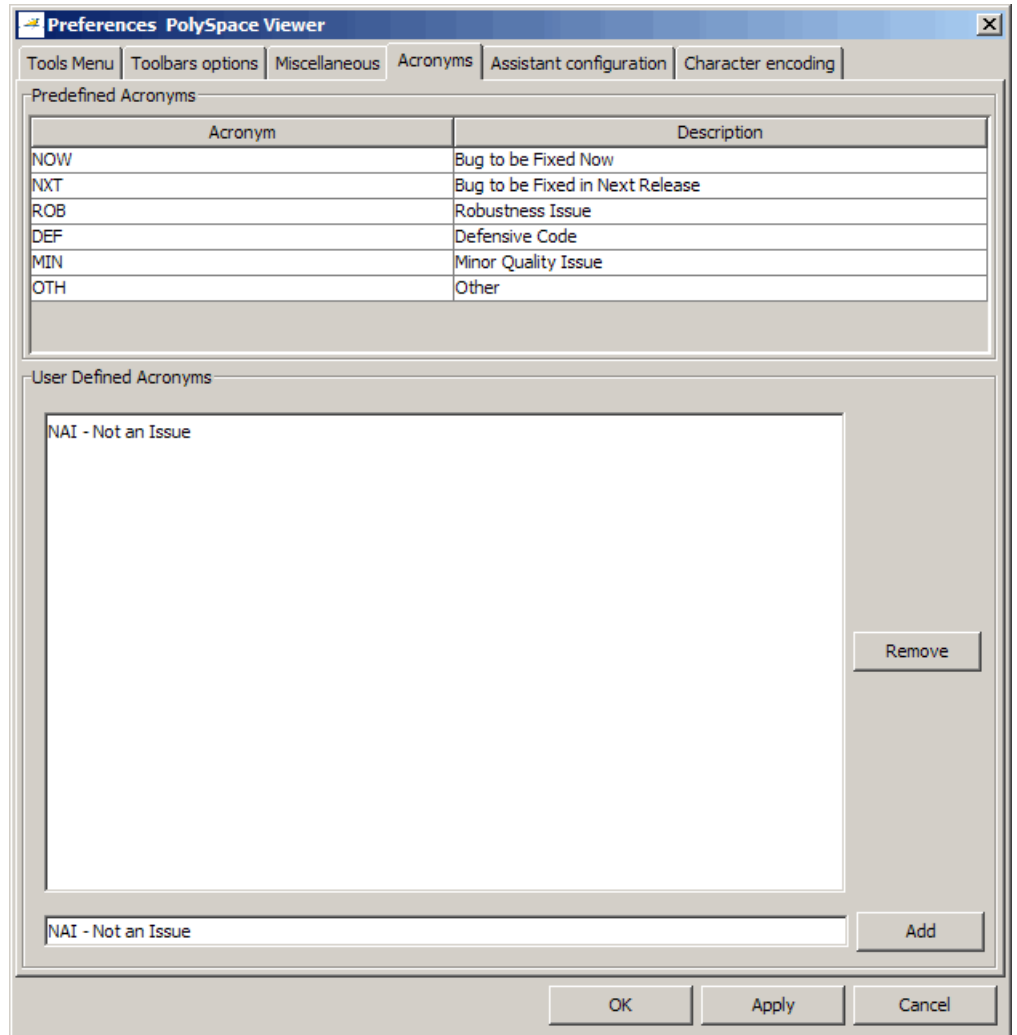 Preferences PolySpace Viewer
Tools Menu Toolbars options Miscellaneous Acronyms Assistant configuration Character encoding
Predefined Acronyms
Acronym Description
NOW Bug to be Fixed Now
NXT Bug to be Fixed in Next Release
ROB Robustness Issue
DEF Defensive Code
MIN Minor Quality Issue
OTH Other
User Defined Acronyms
NAI - Not an Issue
Remove
NAI - Not an Issue Add
OK Apply Cancel